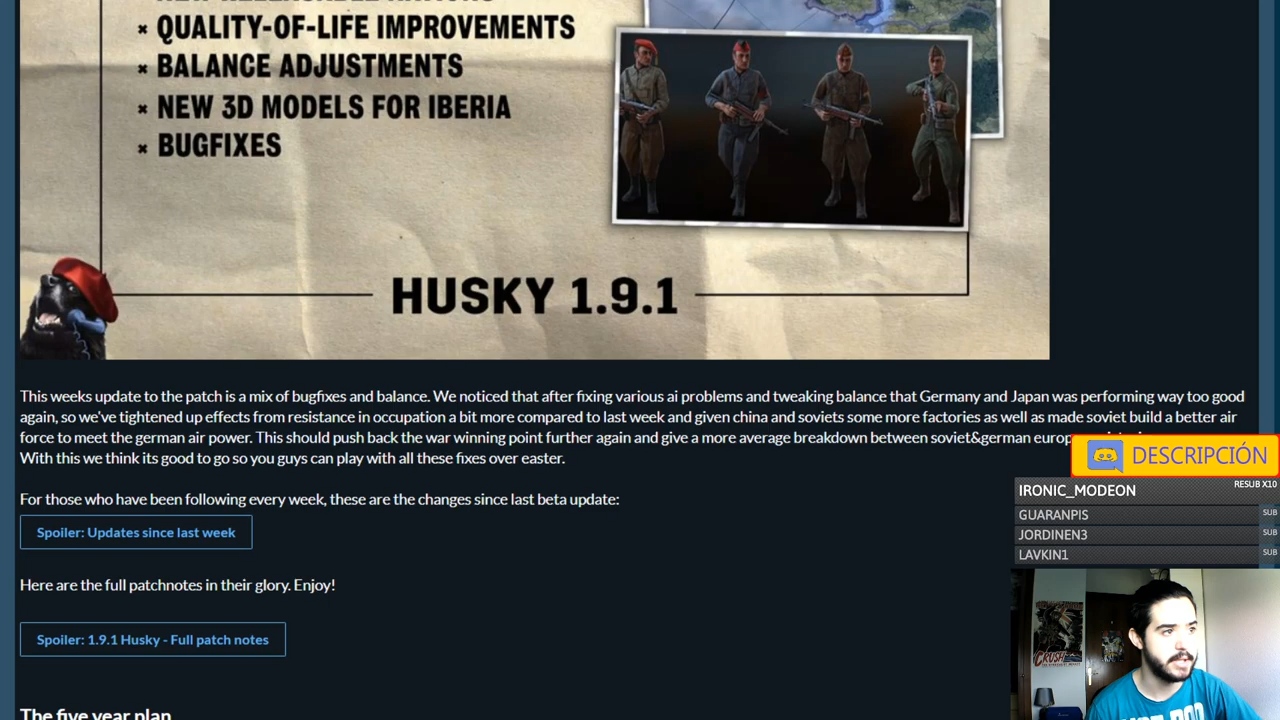 × QUALITY-OF-LIFE IMPROVEMENTS
× BALANCE ADJUSTMENTS
× NEW 3D MODELS FOR IBERIA
× BUGFIXES
HUSKY 1.9.1
This weeks update to the patch is a mix of bugfixes and balance. We noticed that after fixing various ai problems and tweaking balance that Germany and Japan was performing way too good
again, so we've tightened up effects from resistance in occupation a bit more compared to last week and given china and soviets some more factories as well as made soviet build a better air
force to meet the german air power. This should push back the war winning point further again and give a more average breakdown between soviet&german
With this we think its good to go so you guys can play with all these fixes over easter.
DESCRIPCIÓN
IRONIC_MODEON RESUB X10
For those who have been following every week, these are the changes since last beta update:
GUARANPIS SUB
Spoiler: Updates since last week
JORDINEN3 SUB
LAVKIN1 SUB
Here are the full patchnotes in their glory. Enjoy!
Spoiler: 1.9.1 Husky - Full patch notes
CRUSH
The five year plan